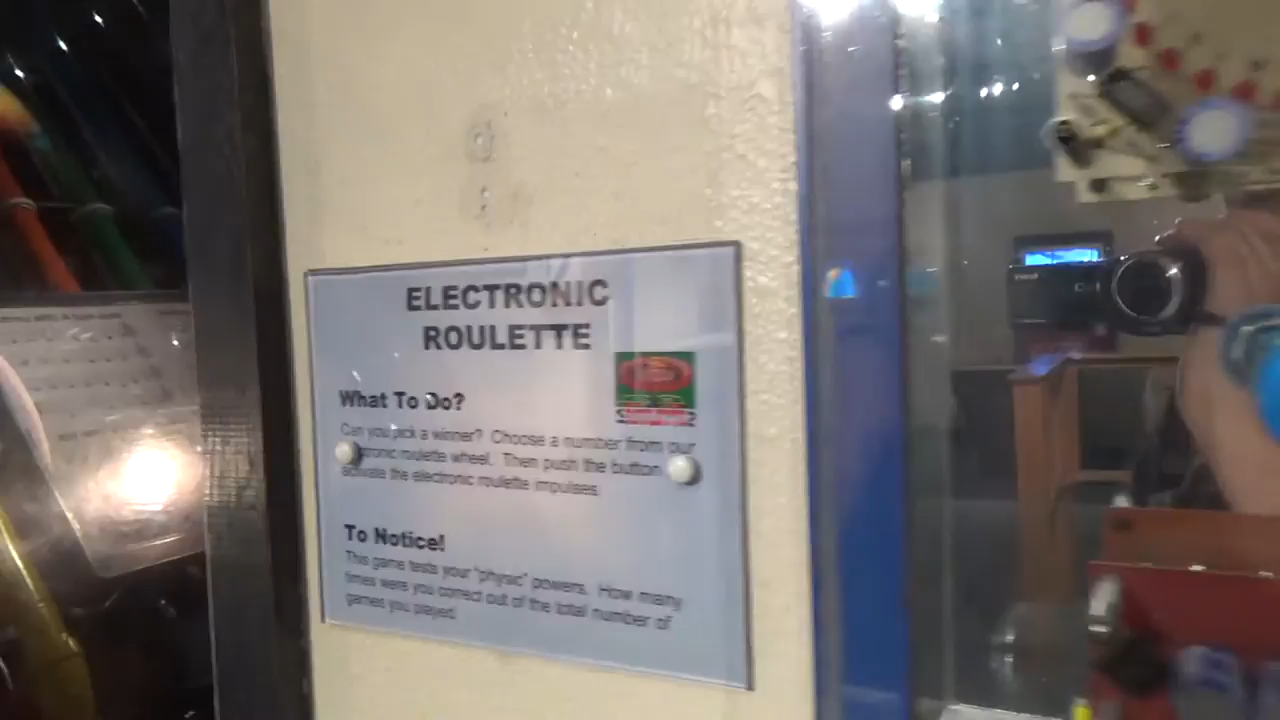 ELECTRONIC
ROULETTE
What To Do?
Can you pick a winner? Choose a number from our
roulette wheel. Then push the button
activate the electronic roulette impulses.
To Notice!
This game tests your "physic" powers. How many
times were you correct out of the total number of
games you played